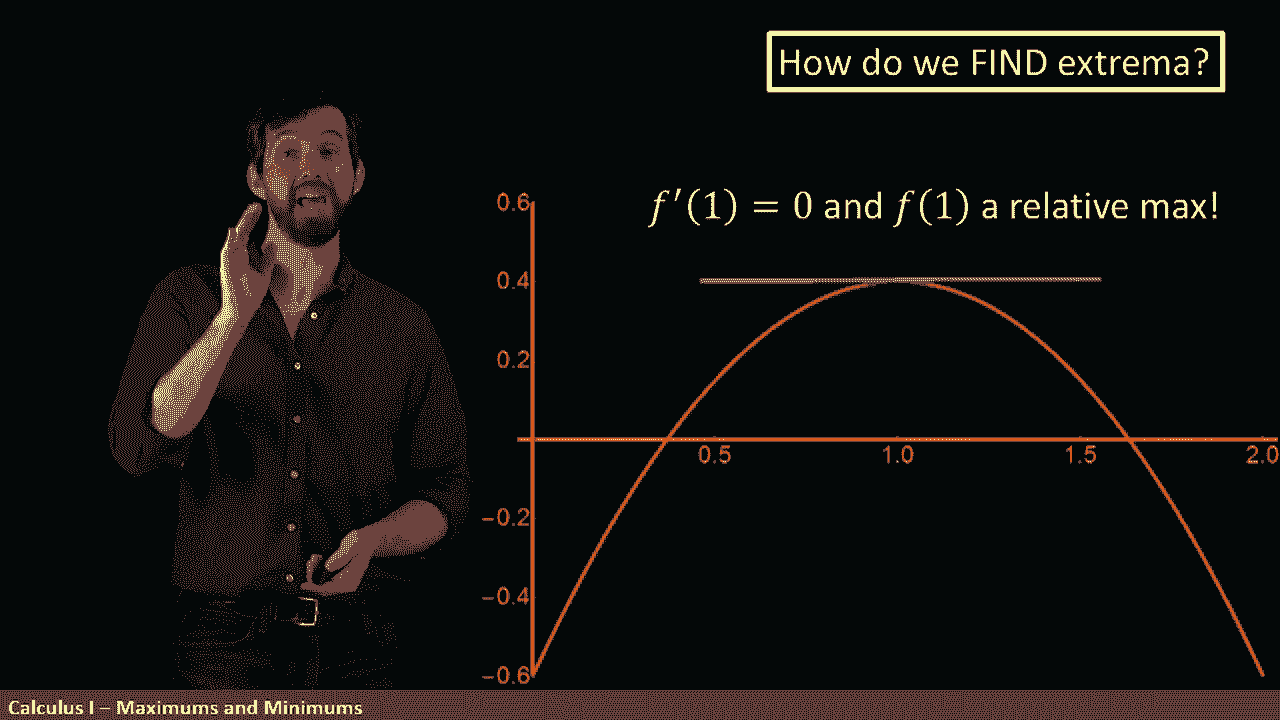 How do we FIND extrema?
f′(1) = 0 and f(1) a relative max!
0.6
0.4
0.2
0.5 1.0 1.5 2.0
−0.2
−0.4
−0.6
Calculus I – Maximums and Minimums